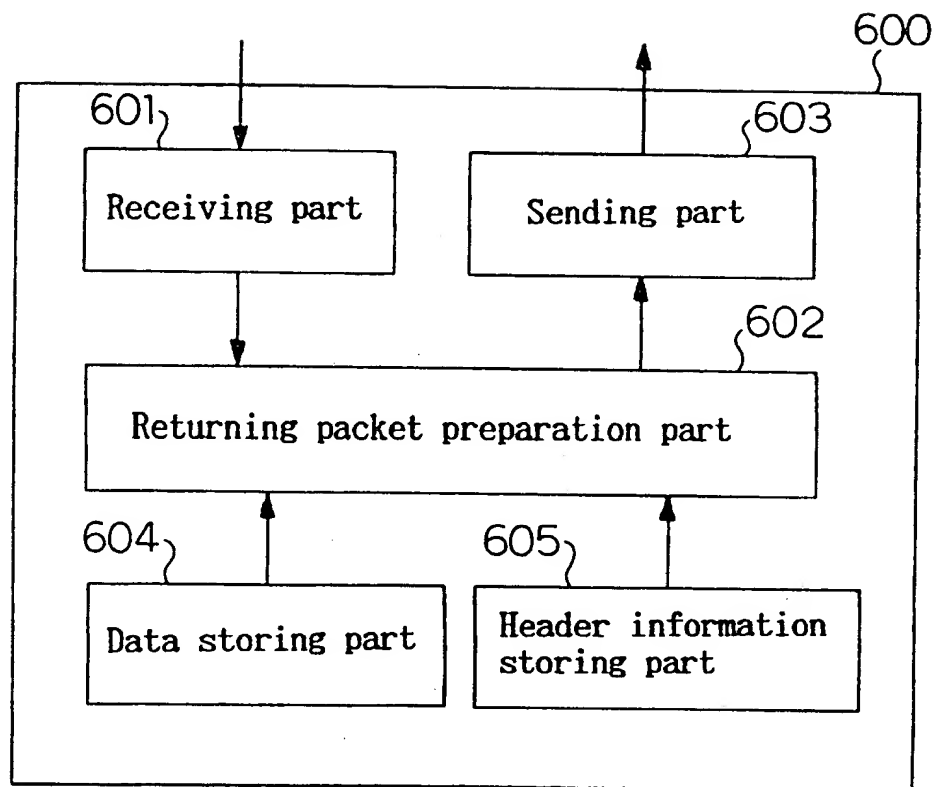 600
601
603
Receiving part
Sending part
602
Returning packet preparation part
604
605
Data storing part
Header information
storing part